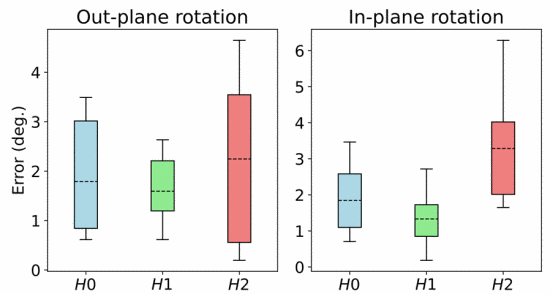 Out-plane rotation
In-plane rotation
Error (deg.)
4
3
2
1
0
H0 H1 H2
6
5
4
3
2
1
0
H0 H1 H2